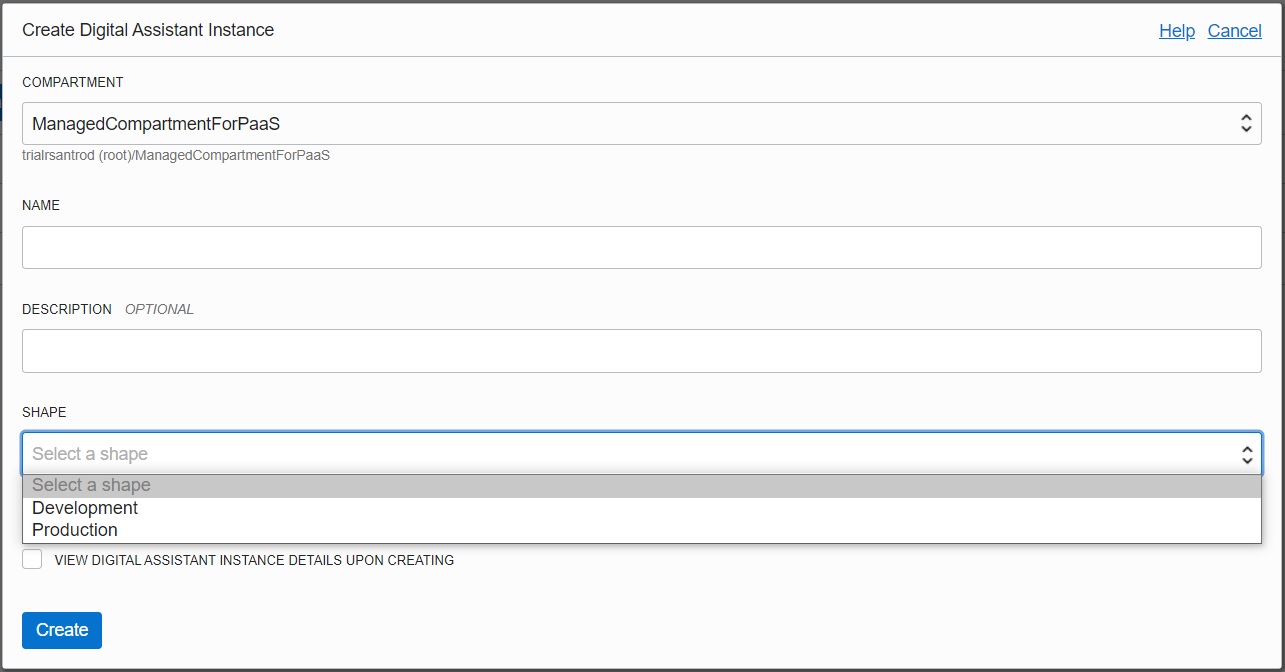 Create Digital Assistant Instance Help Cancel
COMPARTMENT
ManagedCompartmentForPaaS
trialrsantrod (root)/ManagedCompartmentForPaaS
NAME
DESCRIPTION OPTIONAL
SHAPE
Select a shape
Select a shape
Development
Production
VIEW DIGITAL ASSISTANT INSTANCE DETAILS UPON CREATING
Create